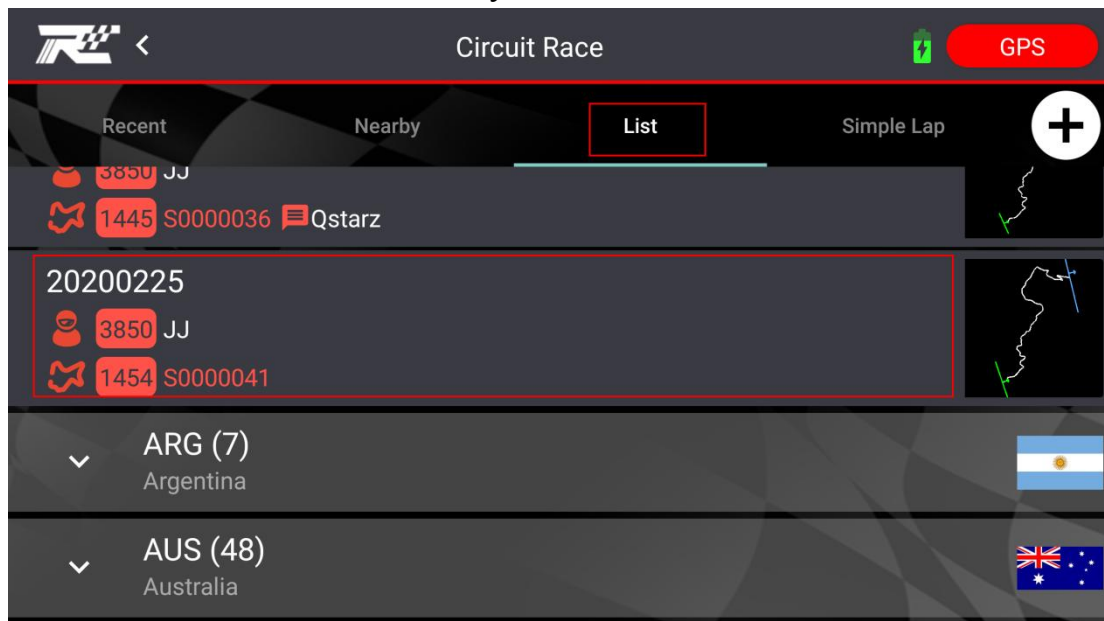 Circuit Race
GPS
Recent Nearby List Simple Lap
3850 JJ
1445 S0000036 Qstarz
20200225
3850 JJ
1454 S0000041
ARG (7)
Argentina
AUS (48)
Australia